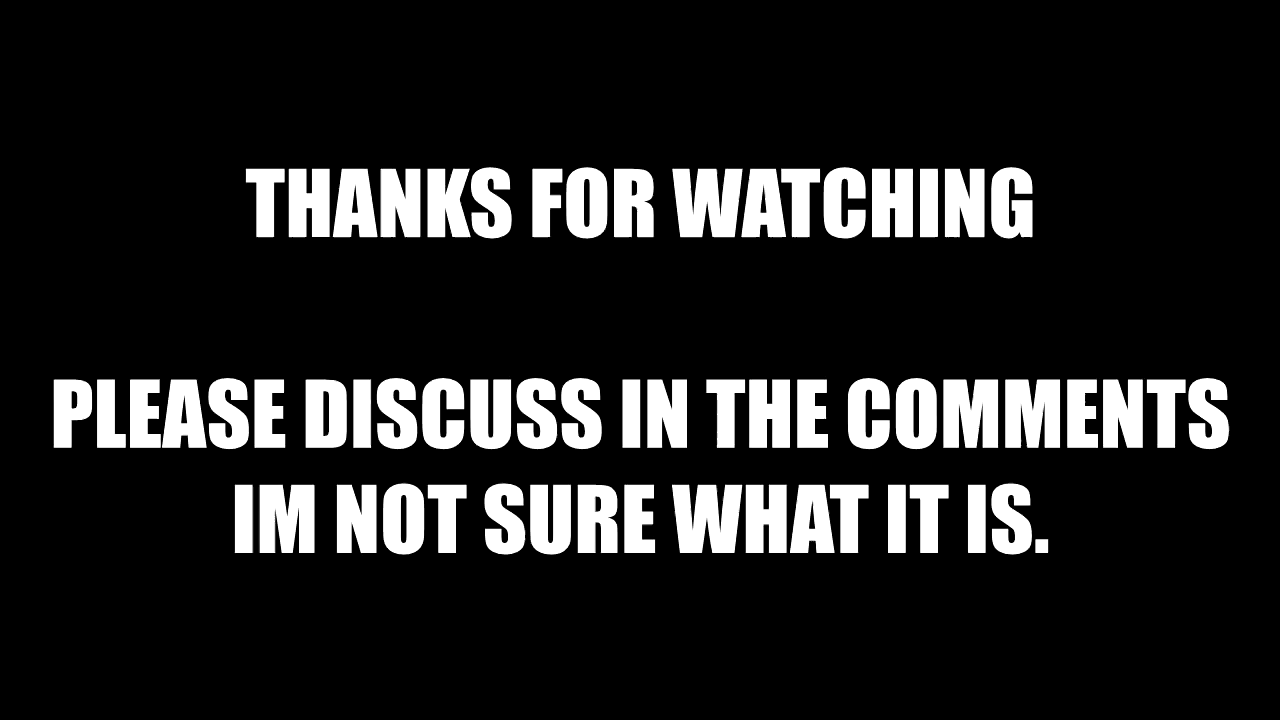 THANKS FOR WATCHING
PLEASE DISCUSS IN THE COMMENTS
IM NOT SURE WHAT IT IS.